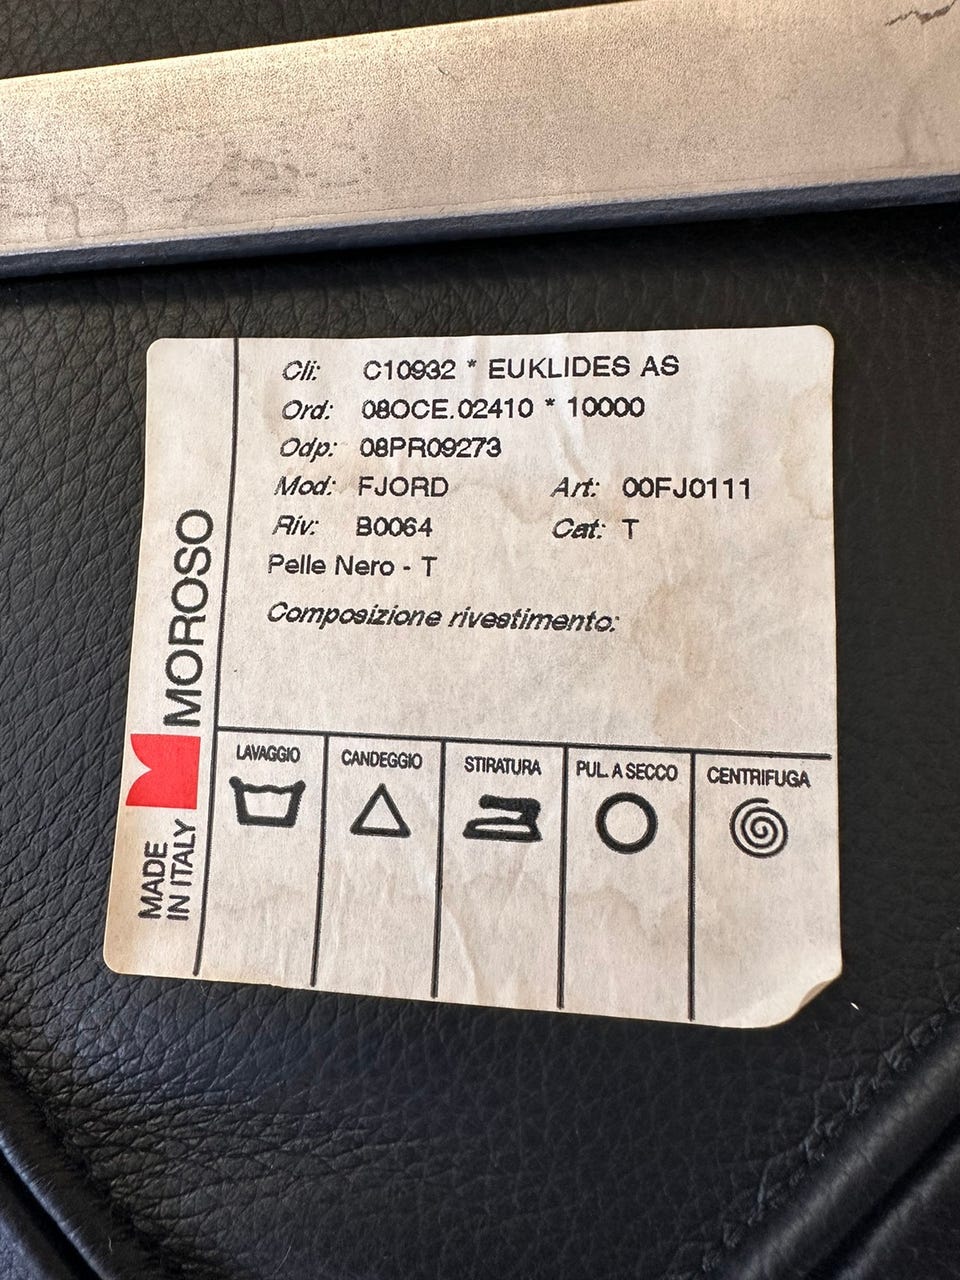 Cli: C10932 * EUKLIDES AS
Ord: 08OCE.02410 * 10000
Odp: 08PR09273
Mod: FJORD Art: 00FJ0111
Riv: B0064 Cat: T
Pelle Nero - T
Composizione rivestimento:
MOROSO
MADE
IN ITALY
LAVAGGIO CANDEGGIO STIRATURA PUL. A SECCO CENTRIFUGA